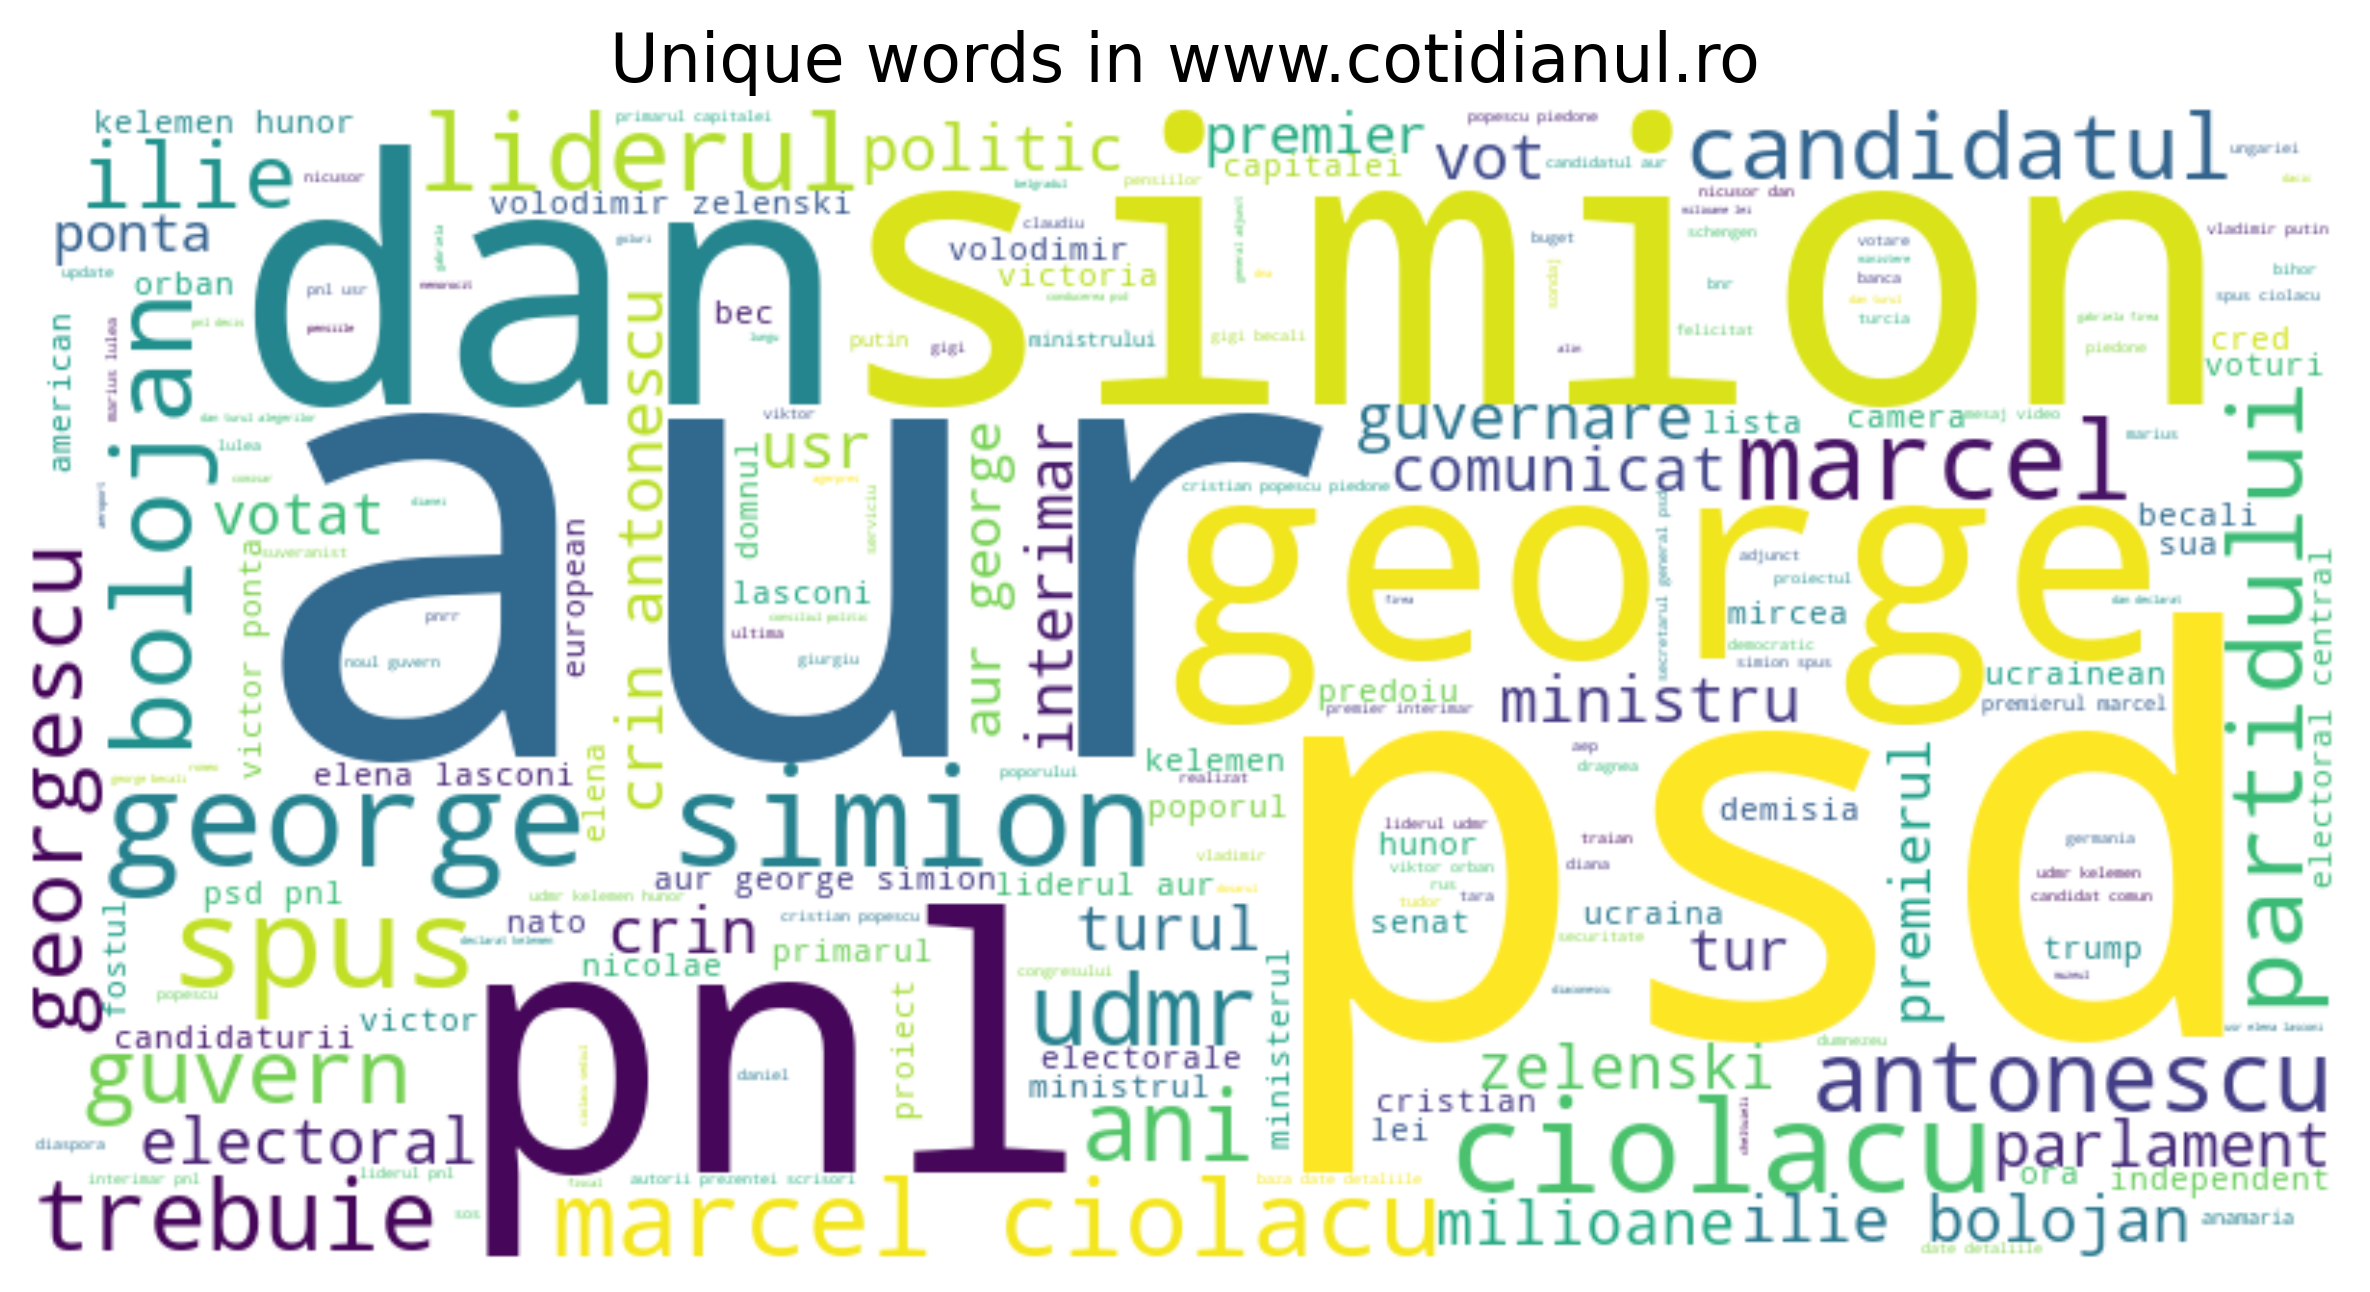 Unique words in www.cotidianul.ro
kelemen hunor
primarul capitalei
popescu piedone
liderul
politic
premier
vot
candidatul
ilie
nicusor
capitalei
candidatul aur
ungariei
dan
simion
volodimir zelenski
pensiilor
nicusor dan
ponta
claudiu
volodimir
buget
schengen
votare
vladimir putin
update
orban
pnl usr
bec
victoria
bnr
banca
bihor
spus ciolacu
turcia
american
marius lulea
bolojan
putin
gigi
ministrului
gigi becali
sondaj
felicitat
piedone
cred
voturi
crin antonescu
viktor
aur
usr
aur george
interimar
guvernare
lista
camera
mesaj video
marius
comunicat
marcel
lulea
votat
domnul
serviciu
cristian popescu piedone
becali
sua
partidului
georgescu
victor ponta
suveranist
european
lasconi
ultima
giurgiu
pnrr
noul guvern
george
adjunct
proiectul
mircea
democratic
simion spus
secretarul general psd
ucrainean
premierul marcel
electoral central
predoiu
premier interimar
ministru
psd
elena lasconi
elena
poporului
kelemen
realizat
aep
dragnea
premierul
george simion
poporul
demisia
liderul udmr
hunor
viktor orban
rus
tudor
tara
senat
traian
diana
germania
udmr kelemen
candidat comun
trump
vladimir
aur george simion
liderul aur
psd pnl
udmr kelemen hunor
fostul
spus
nato
crin
cristian popescu
turul
ucraina
securitate
tur
nicolae
primarul
congresului
popescu
victor
candidaturii
pnl
daniel
proiect
udmr
ministerul
electorale
ministrul
dumnezeu
guvern
zelenski
antonescu
cristian
lei
ani
ciolacu
parlament
diaspora
electoral
interimar pnl
liderul pnl
autorii prezentei scrisori
baza date detaliile
ora
independent
trebuie
sos
marcel ciolacu
milioane
ilie bolojan
anamaria
date detaliile